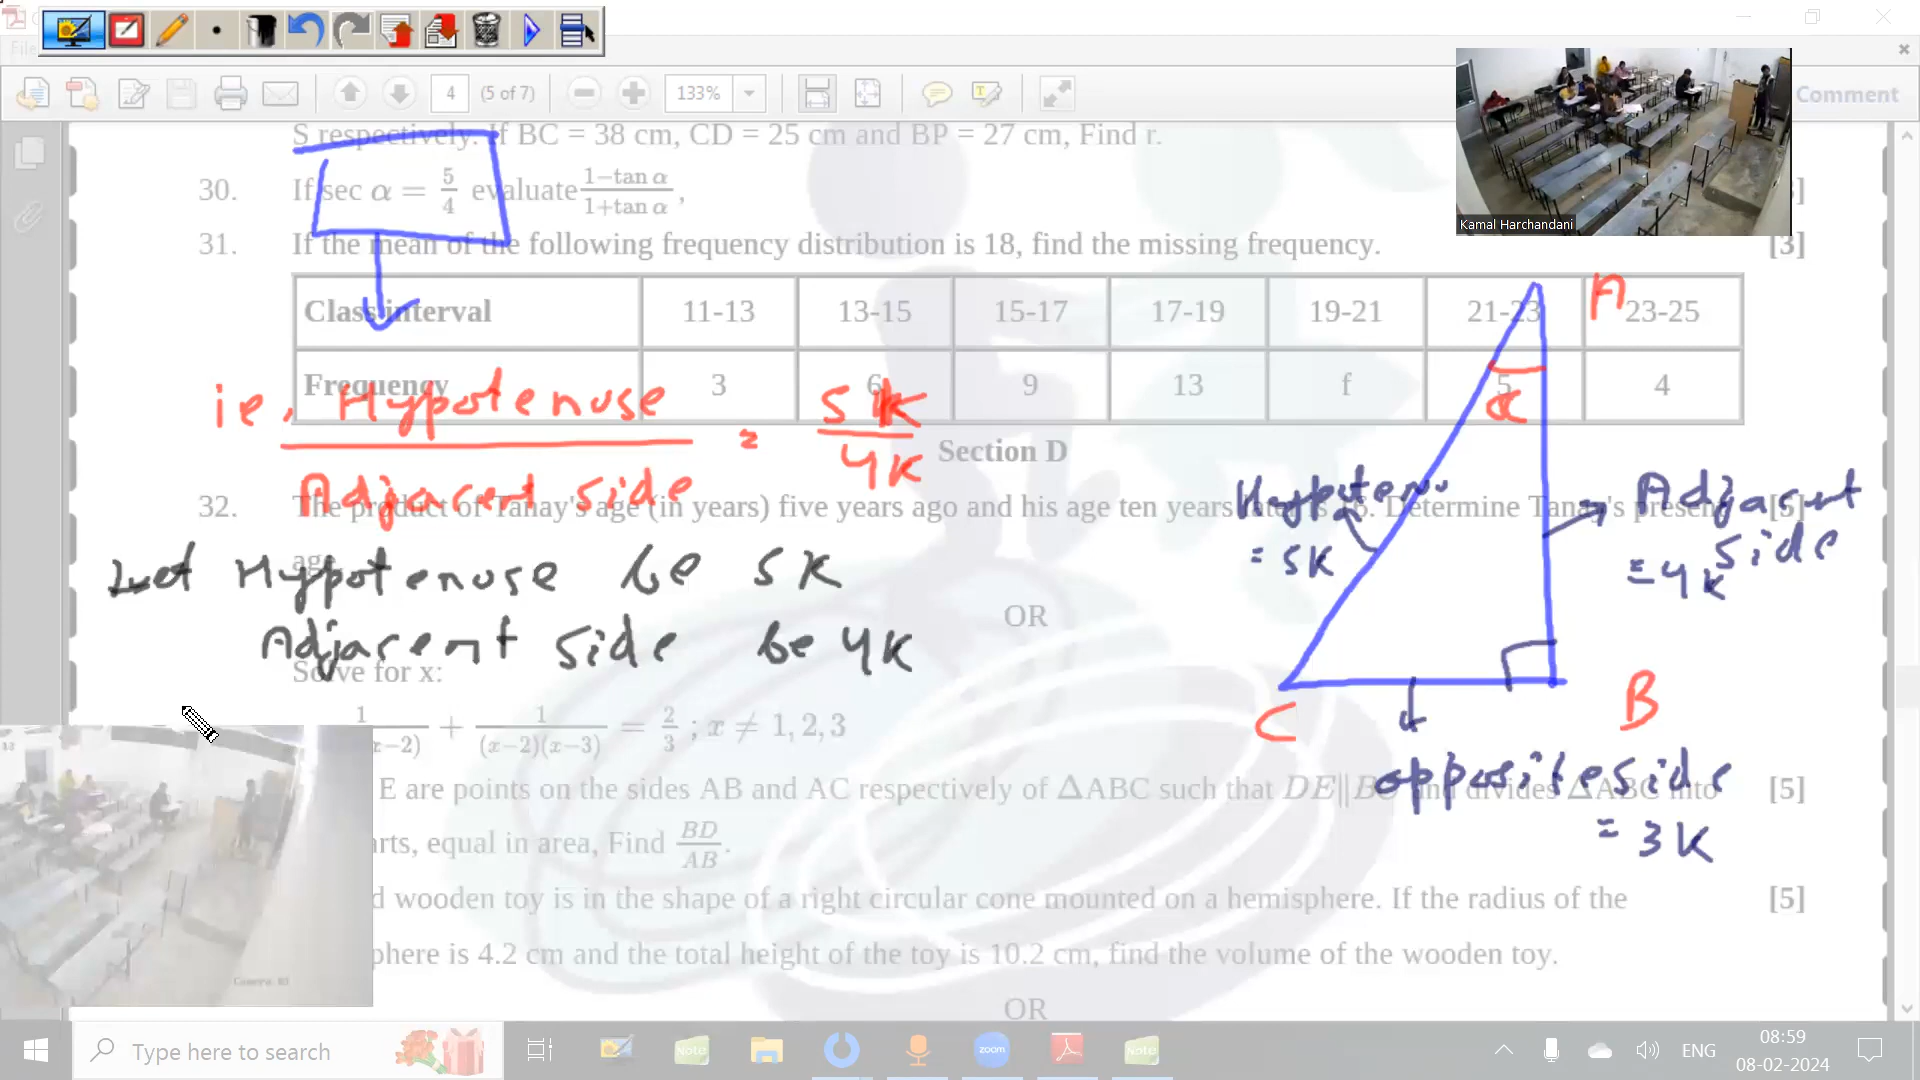 4 (5 of 7) 133% Comment
Kamal Harchandani
S respectively. If BC = 38 cm, CD = 25 cm and BP = 27 cm, Find r.
30. If sec α = 5/4 evaluate (1−tan α)/(1+tan α),
31. If the mean of the following frequency distribution is 18, find the missing frequency. [3]
Class interval 11-13 13-15 15-17 17-19 19-21 21-23 23-25
Frequency 3 6 9 13 f 5 4
ie. Hypotenuse / Adjacent side = 5K / 4K
A
α
Section D
32. The product of Tanay's age (in years) five years ago and his age ten years Determine Tanay's present [5]
age.
Hypotenu
= 5K
Adjacent
side
= 4K
Let Hypotenuse be 5K
OR
Adjacent side be 4K
Solve for x:
C
B
1/(x−2) + 1/((x−2)(x−3)) = 2/3 ; x ≠ 1, 2, 3
opposite side
= 3K
E are points on the sides AB and AC respectively of ΔABC such that DE∥B divides ΔABC into [5]
arts, equal in area, Find BD/AB.
d wooden toy is in the shape of a right circular cone mounted on a hemisphere. If the radius of the [5]
phere is 4.2 cm and the total height of the toy is 10.2 cm, find the volume of the wooden toy.
OR
Type here to search
Note
zoom
Note
ENG
08:59
08-02-2024